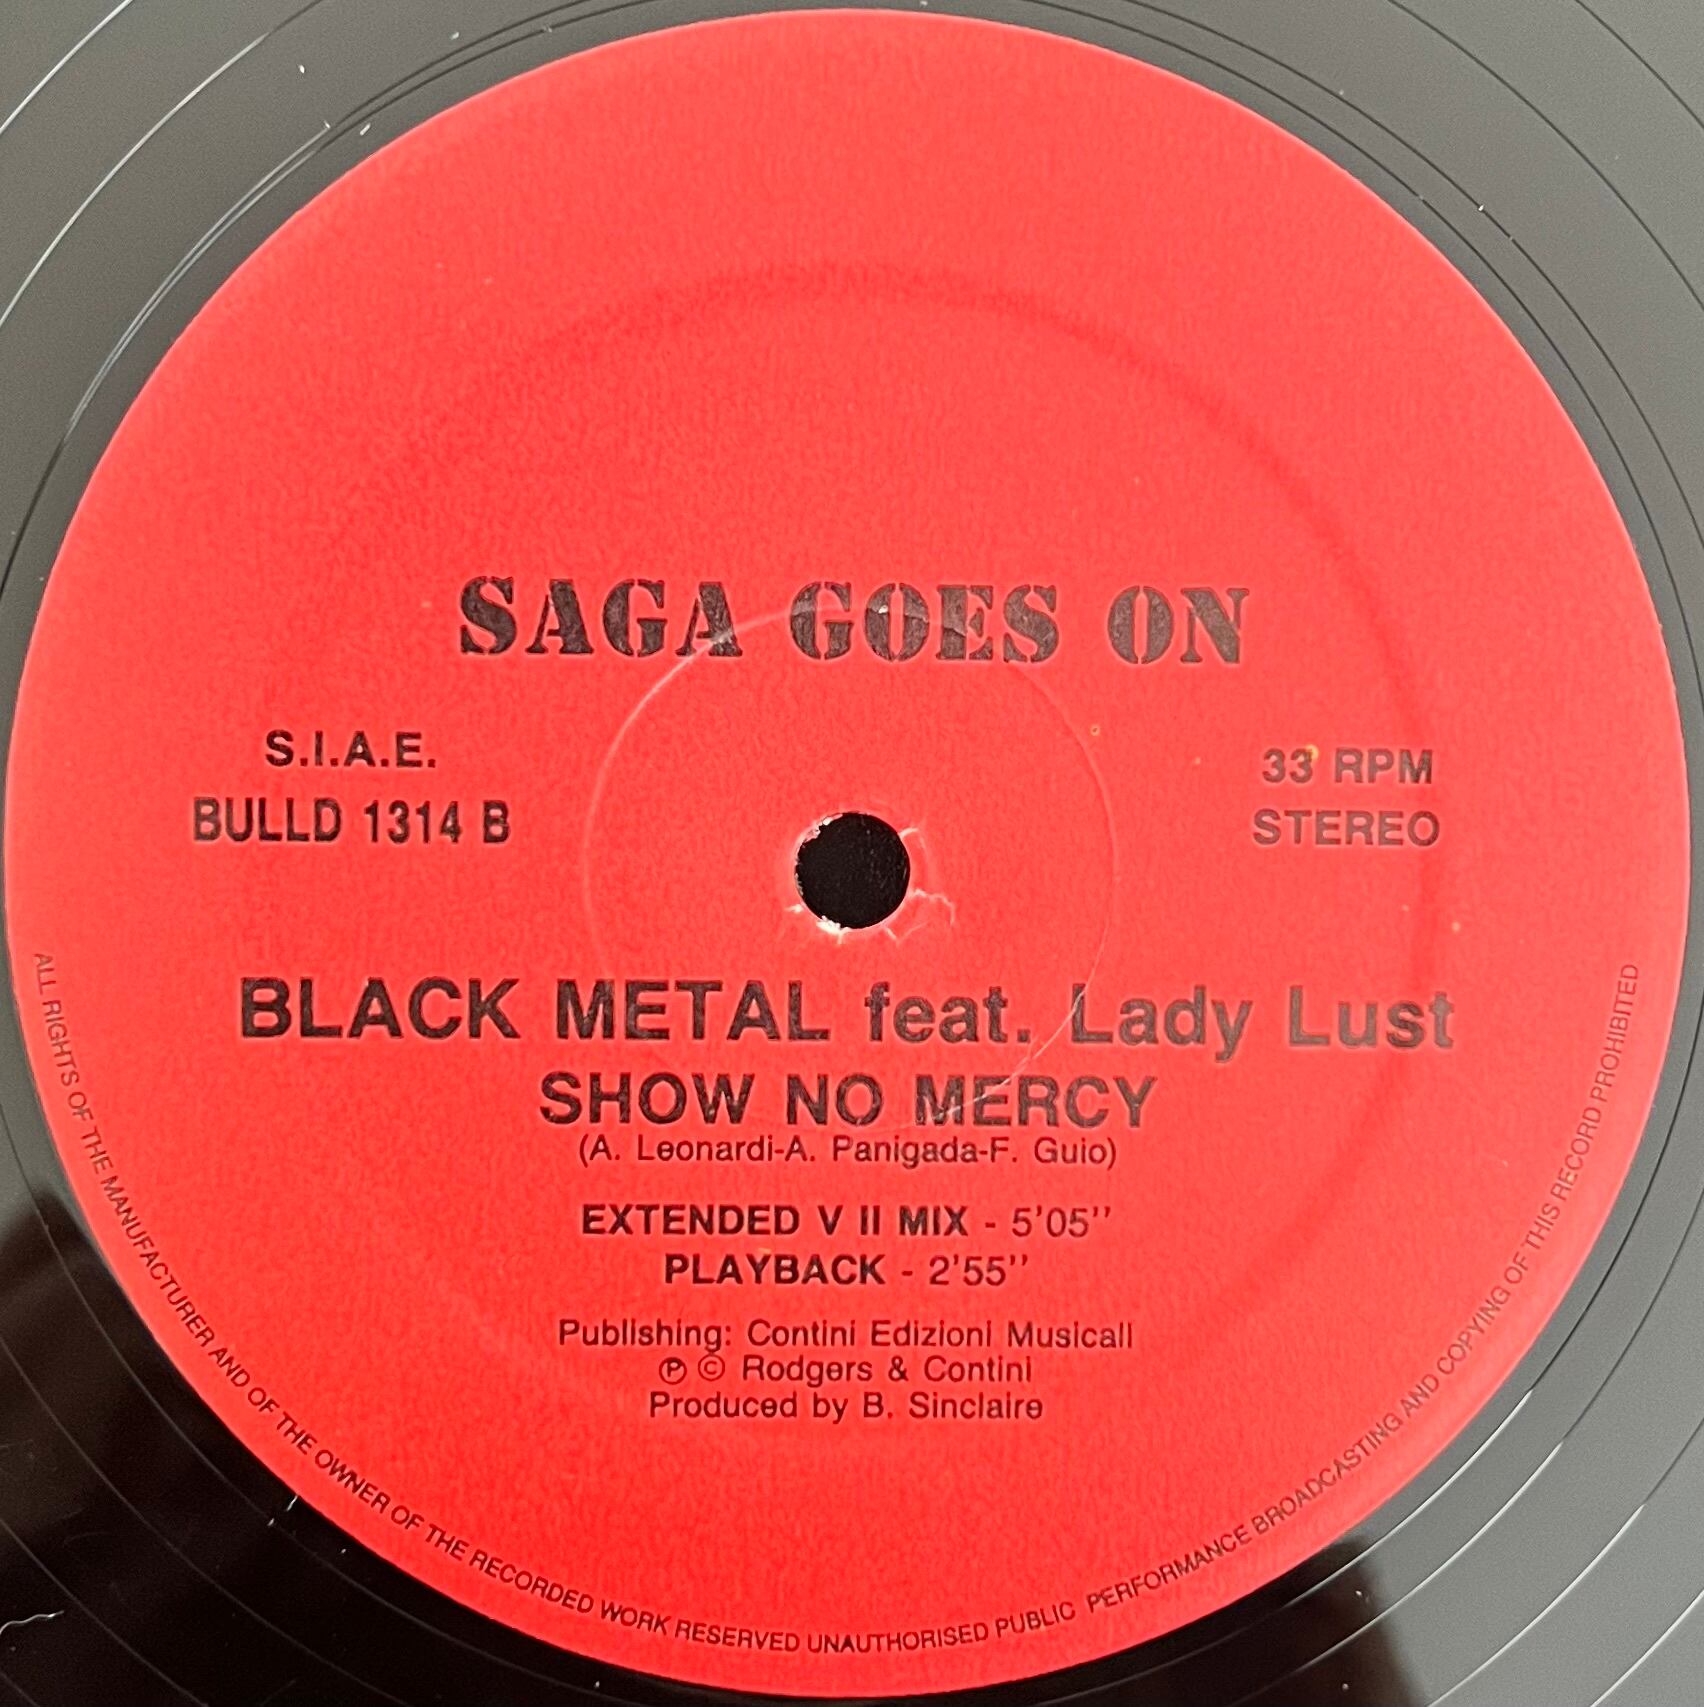 SAGA GOES ON
S.I.A.E.
BULLD 1314 B
33 RPM
STEREO
BLACK METAL feat. Lady Lust
SHOW NO MERCY
(A. Leonardi-A. Panigada-F. Guio)
EXTENDED V II MIX - 5'05''
PLAYBACK - 2'55''
Publishing: Contini Edizioni Musicali
Ⓟ © Rodgers & Contini
Produced by B. Sinclaire
ALL RIGHTS OF THE MANUFACTURER AND OF THE OWNER OF THE RECORDED WORK RESERVED UNAUTHORISED PUBLIC PERFORMANCE BROADCASTING AND COPYING OF THIS RECORD PROHIBITED